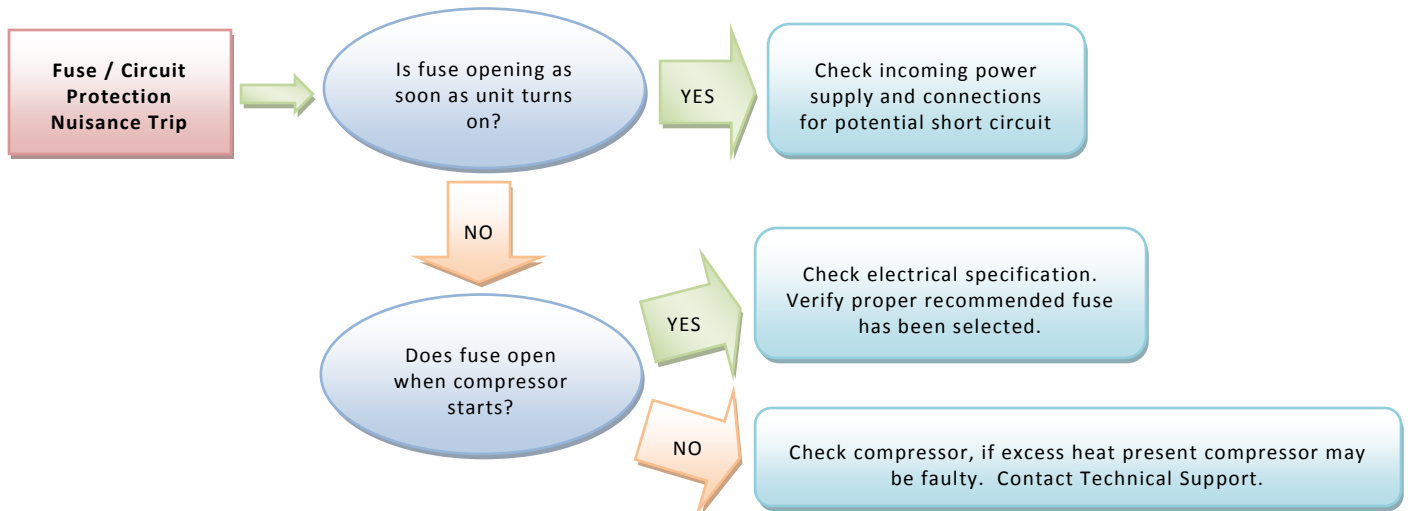 Fuse / Circuit
Protection
Nuisance Trip
Is fuse opening as
soon as unit turns
on?
YES
Check incoming power
supply and connections
for potential short circuit
NO
Does fuse open
when compressor
starts?
YES
Check electrical specification.
Verify proper recommended fuse
has been selected.
NO
Check compressor, if excess heat present compressor may
be faulty.  Contact Technical Support.